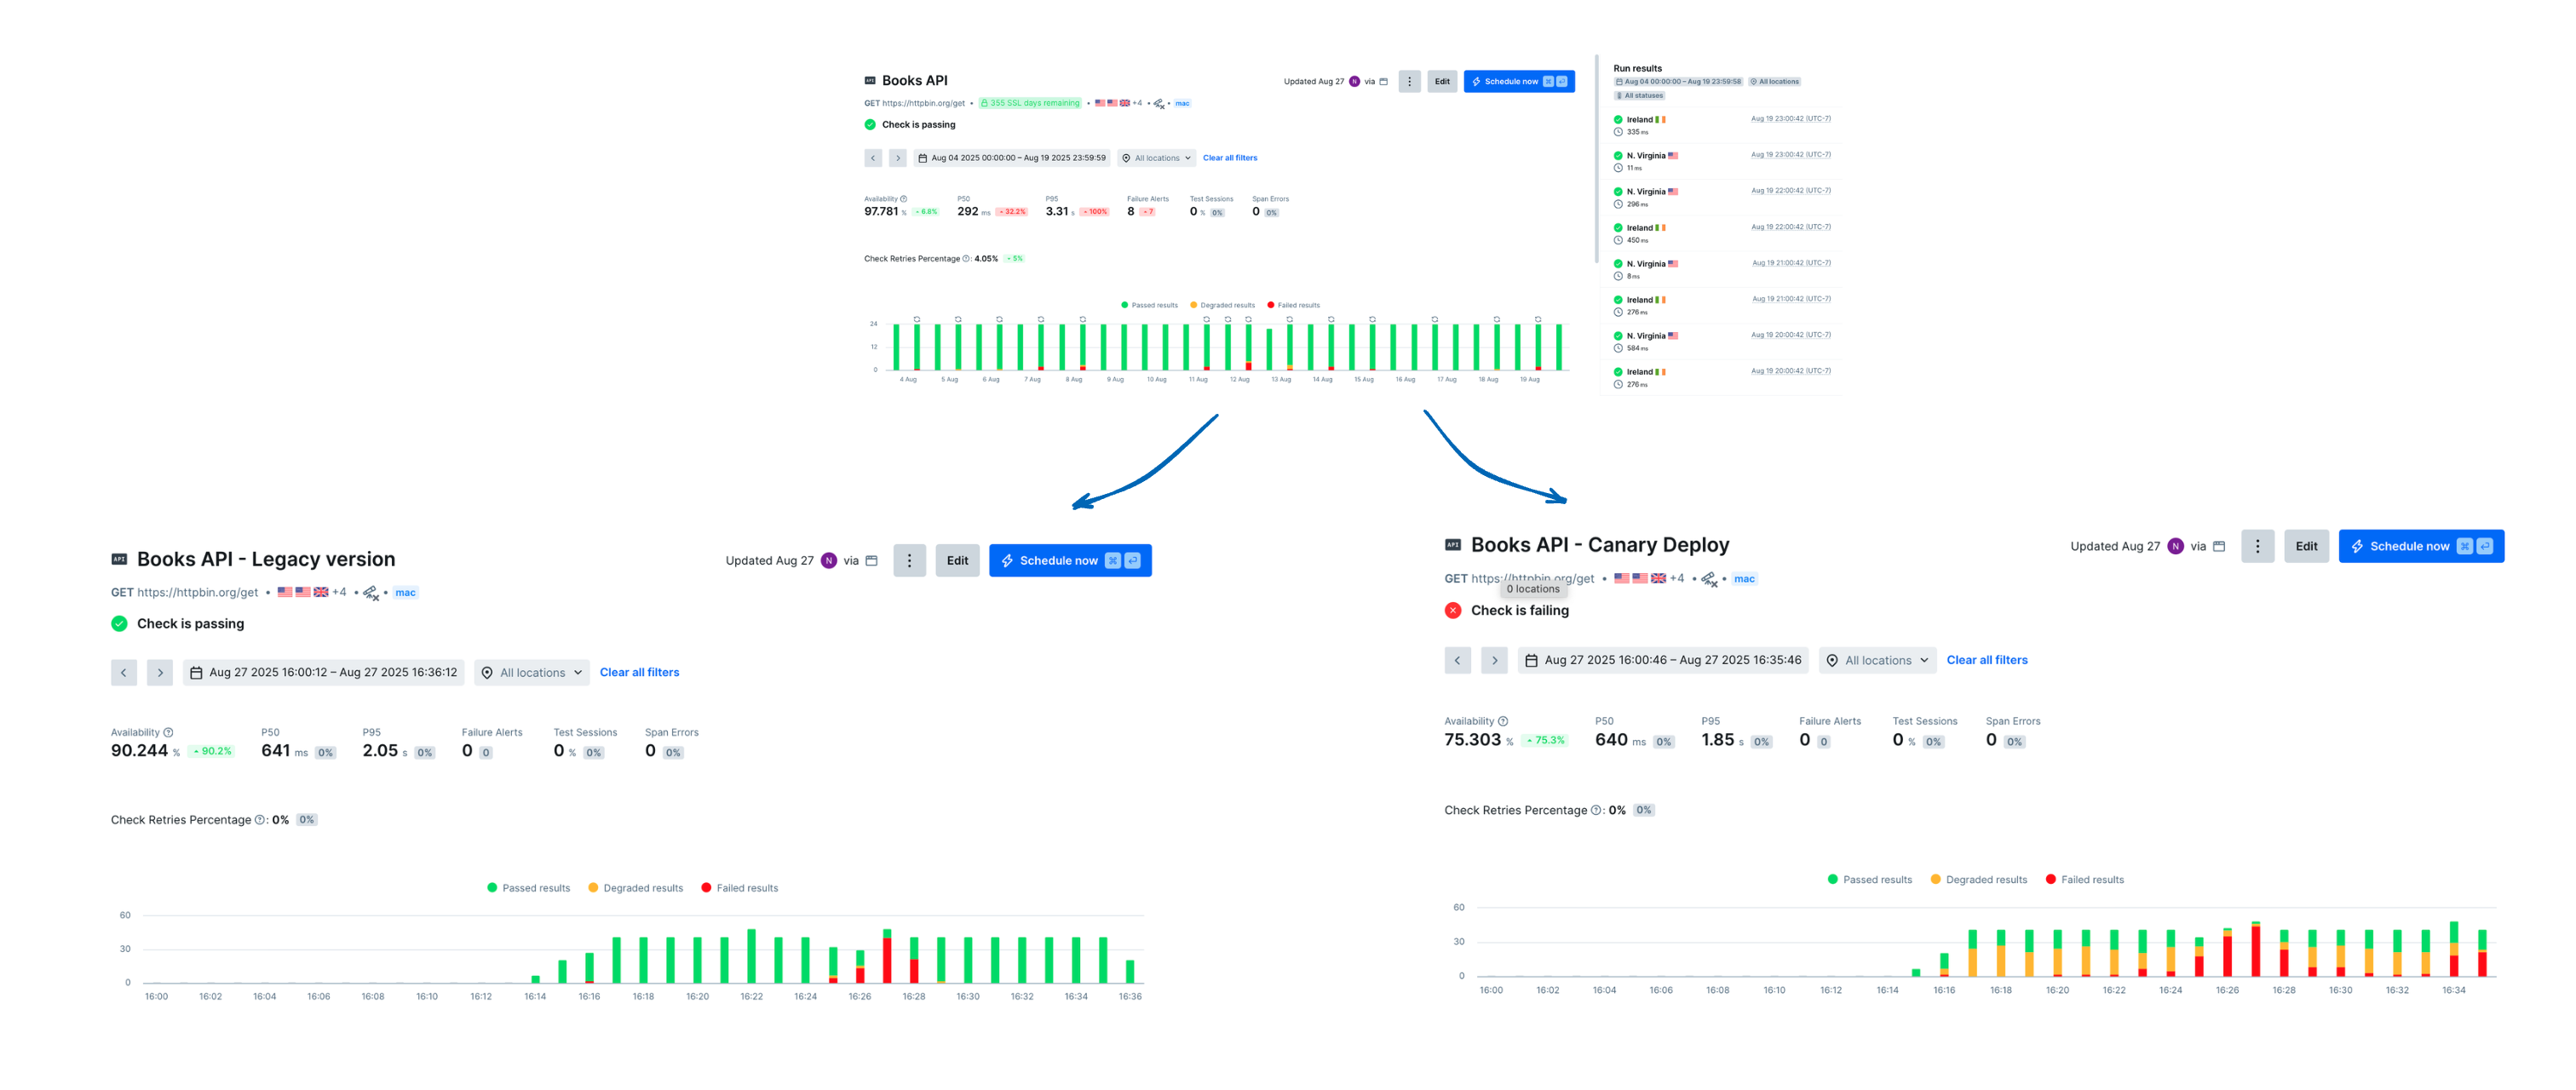 API Books API
Updated Aug 27 N via
Edit
Schedule now
GET https://httpbin.org/get • 355 SSL days remaining • +4 • • mac
Check is passing
Aug 04 2025 00:00:00 – Aug 19 2025 23:59:59
All locations
Clear all filters
Availability P50 P95 Failure Alerts Test Sessions Span Errors
97.781 % 6.8% 292 ms 32.2% 3.31 s 100% 8 7 0 % 0% 0 0%
Check Retries Percentage : 4.05% 5%
Passed results Degraded results Failed results
24
12
0
4 Aug 5 Aug 6 Aug 7 Aug 8 Aug 9 Aug 10 Aug 11 Aug 12 Aug 13 Aug 14 Aug 15 Aug 16 Aug 17 Aug 18 Aug 19 Aug
Run results
Aug 04 00:00:00 – Aug 19 23:59:58 All locations
All statuses
Ireland Aug 19 23:00:42 (UTC-7)
335 ms
N. Virginia Aug 19 23:00:42 (UTC-7)
11 ms
N. Virginia Aug 19 22:00:42 (UTC-7)
296 ms
Ireland Aug 19 22:00:42 (UTC-7)
450 ms
N. Virginia Aug 19 21:00:42 (UTC-7)
8 ms
Ireland Aug 19 21:00:42 (UTC-7)
276 ms
N. Virginia Aug 19 20:00:42 (UTC-7)
584 ms
Ireland Aug 19 20:00:42 (UTC-7)
276 ms
API Books API - Legacy version
Updated Aug 27 N via
Edit
Schedule now
GET https://httpbin.org/get • +4 • • mac
Check is passing
Aug 27 2025 16:00:12 – Aug 27 2025 16:36:12
All locations
Clear all filters
Availability P50 P95 Failure Alerts Test Sessions Span Errors
90.244 % 90.2% 641 ms 0% 2.05 s 0% 0 0 0 % 0% 0 0%
Check Retries Percentage : 0% 0%
Passed results Degraded results Failed results
60
30
0
16:00 16:02 16:04 16:06 16:08 16:10 16:12 16:14 16:16 16:18 16:20 16:22 16:24 16:26 16:28 16:30 16:32 16:34 16:36
API Books API - Canary Deploy
Updated Aug 27 N via
Edit
Schedule now
GET https://httpbin.org/get • +4 • • mac
0 locations
Check is failing
Aug 27 2025 16:00:46 – Aug 27 2025 16:35:46
All locations
Clear all filters
Availability P50 P95 Failure Alerts Test Sessions Span Errors
75.303 % 75.3% 640 ms 0% 1.85 s 0% 0 0 0 % 0% 0 0%
Check Retries Percentage : 0% 0%
Passed results Degraded results Failed results
60
30
0
16:00 16:02 16:04 16:06 16:08 16:10 16:12 16:14 16:16 16:18 16:20 16:22 16:24 16:26 16:28 16:30 16:32 16:34